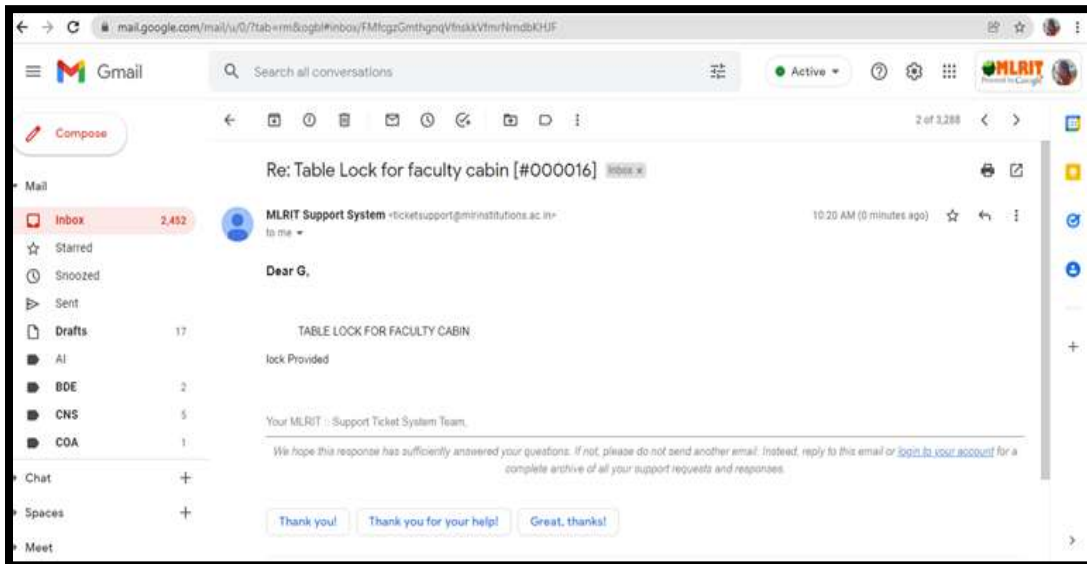 mail.google.com/mail/u/0/?tab=rm&ogbl#inbox/
Gmail
Search all conversations
Active
MLRIT
Compose
2 of 3,288
Re: Table Lock for faculty cabin [#000016] Inbox x
Mail
MLRIT Support System <ticketsupport@mlrinstitutions.ac.in>
10:20 AM (0 minutes ago)
to me
Inbox 2,452
Starred
Snoozed
Sent
Drafts 17
AI
BDE 2
CNS 5
COA 1
Chat
Spaces
Meet
Dear G,
TABLE LOCK FOR FACULTY CABIN
lock Provided
Your MLRIT :: Support Ticket System Team,
We hope this response has sufficiently answered your questions. If not, please do not send another email. Instead, reply to this email or login to your account for a
complete archive of all your support requests and responses.
Thank you!
Thank you for your help!
Great, thanks!